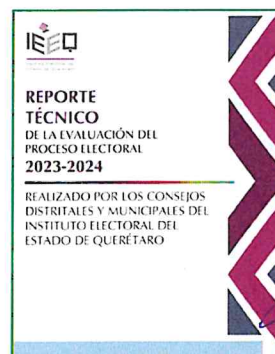 IEEQ
REPORTE
TÉCNICO
DE LA EVALUACIÓN DEL
PROCESO ELECTORAL
2023-2024
REALIZADO POR LOS CONSEJOS
DISTRITALES Y MUNICIPALES DEL
INSTITUTO ELECTORAL DEL
ESTADO DE QUERÉTARO